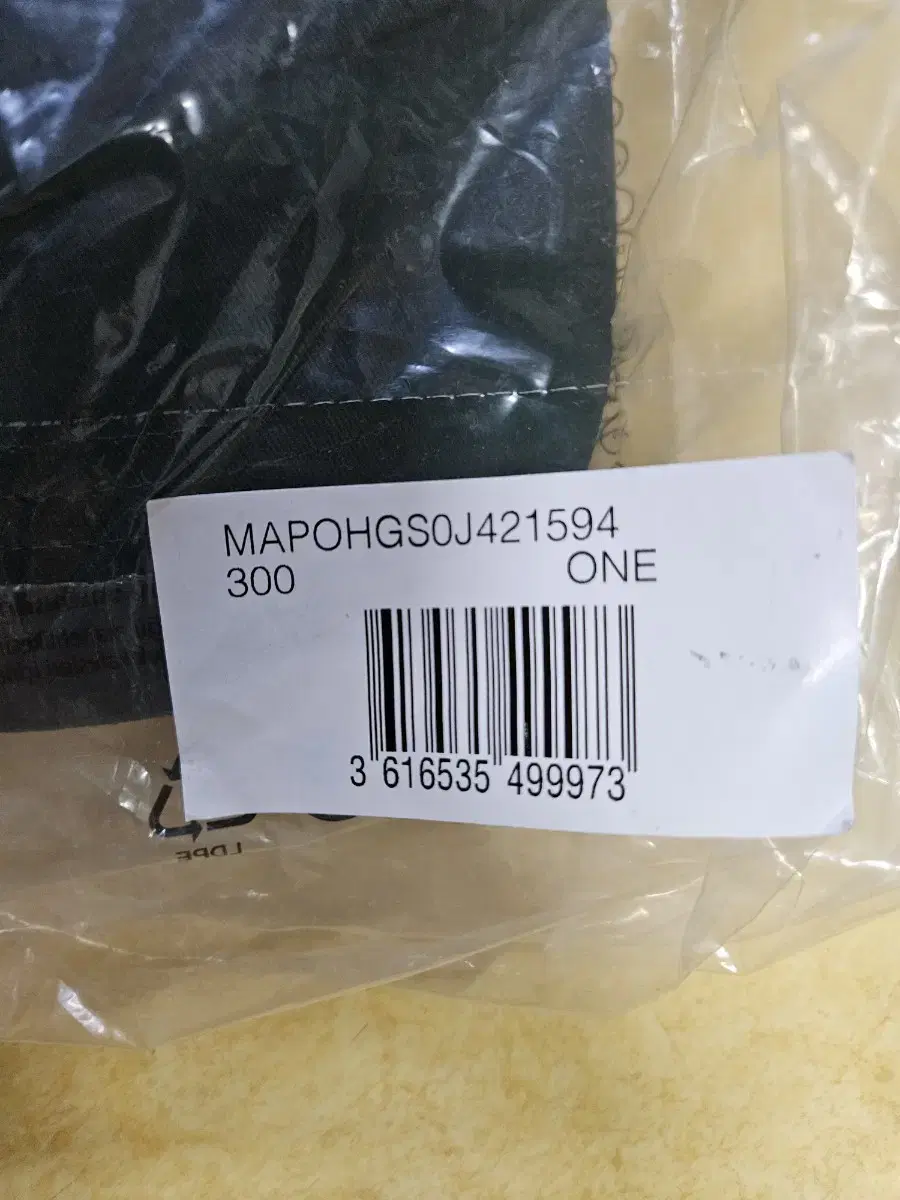 MAPOHGS0J421594
300 ONE
3 616535 499973
LDPE